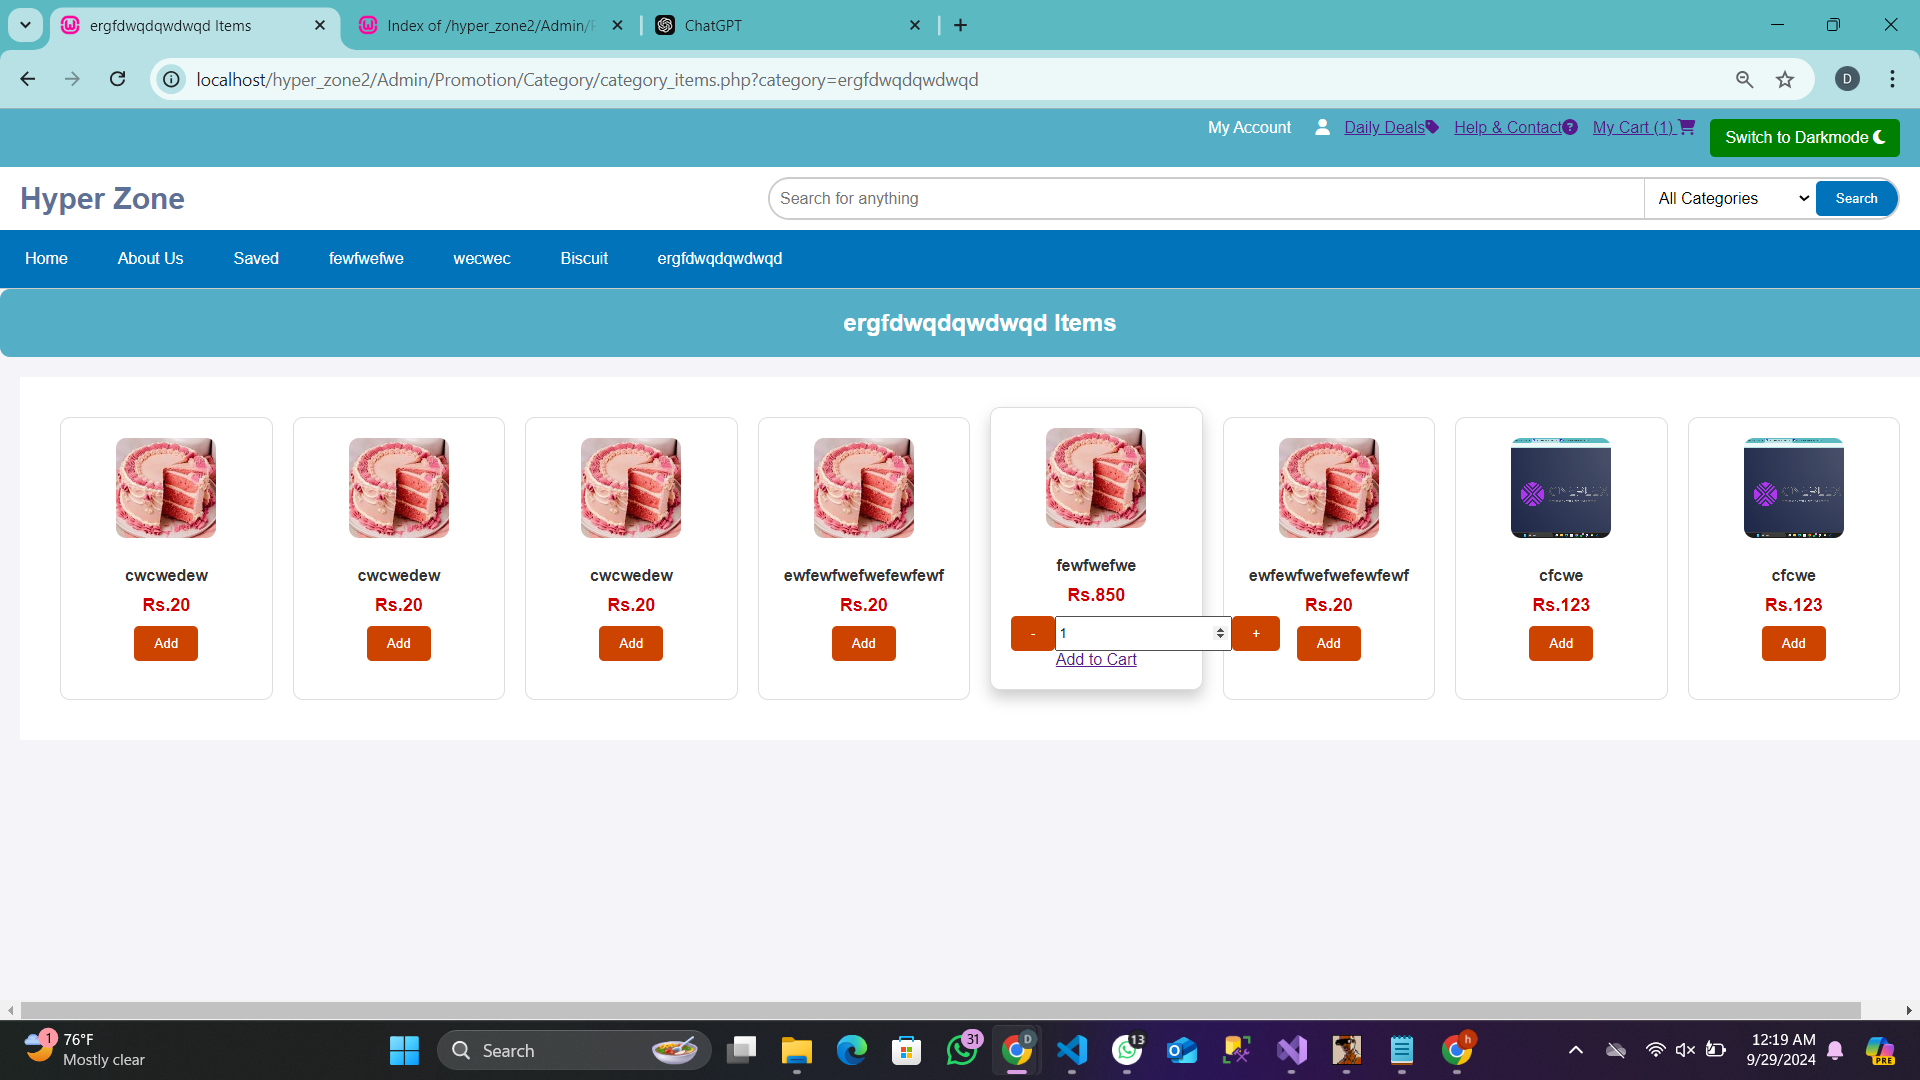 ergfdwqdqwdwqd Items
Index of /hyper_zone2/Admin/
ChatGPT
localhost/hyper_zone2/Admin/Promotion/Category/category_items.php?category=ergfdwqdqwdwqd
D
My Account Daily Deals Help & Contact My Cart (1) Switch to Darkmode
Hyper Zone
Search for anything
All Categories
Search
Home About Us Saved fewfwefwe wecwec Biscuit ergfdwqdqwdwqd
ergfdwqdqwdwqd Items
cwcwedew
Rs.20
Add
cwcwedew
Rs.20
Add
cwcwedew
Rs.20
Add
ewfewfwefwefewfewf
Rs.20
Add
fewfwefwe
Rs.850
- 1 +
Add to Cart
ewfewfwefwefewfewf
Rs.20
Add
cfcwe
Rs.123
Add
cfcwe
Rs.123
Add
1
76°F
Mostly clear
Search
31
D
13
h
12:19 AM
9/29/2024
PRE